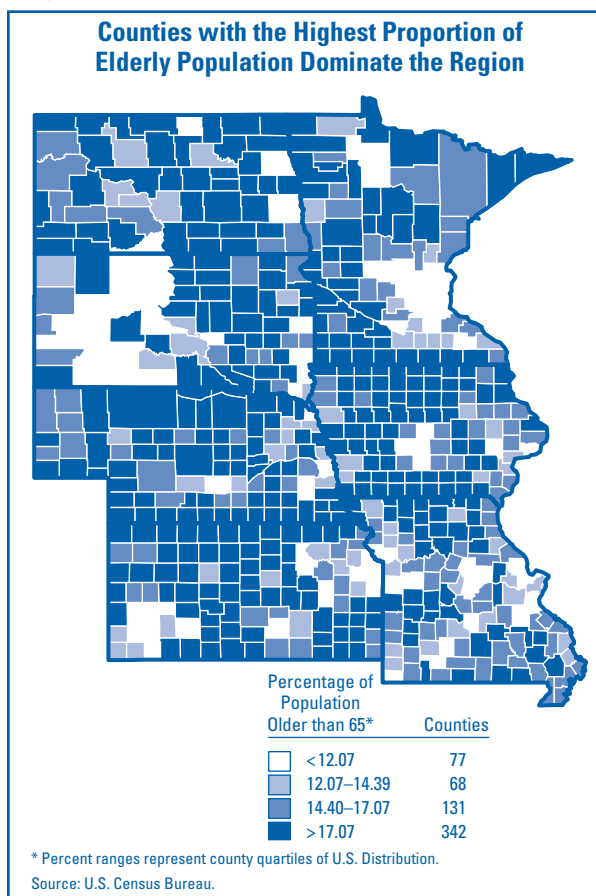 Counties with the Highest Proportion of
Elderly Population Dominate the Region
Percentage of
Population
Older than 65* Counties
<12.07 77
12.07–14.39 68
14.40–17.07 131
>17.07 342
* Percent ranges represent county quartiles of U.S. Distribution.
Source: U.S. Census Bureau.